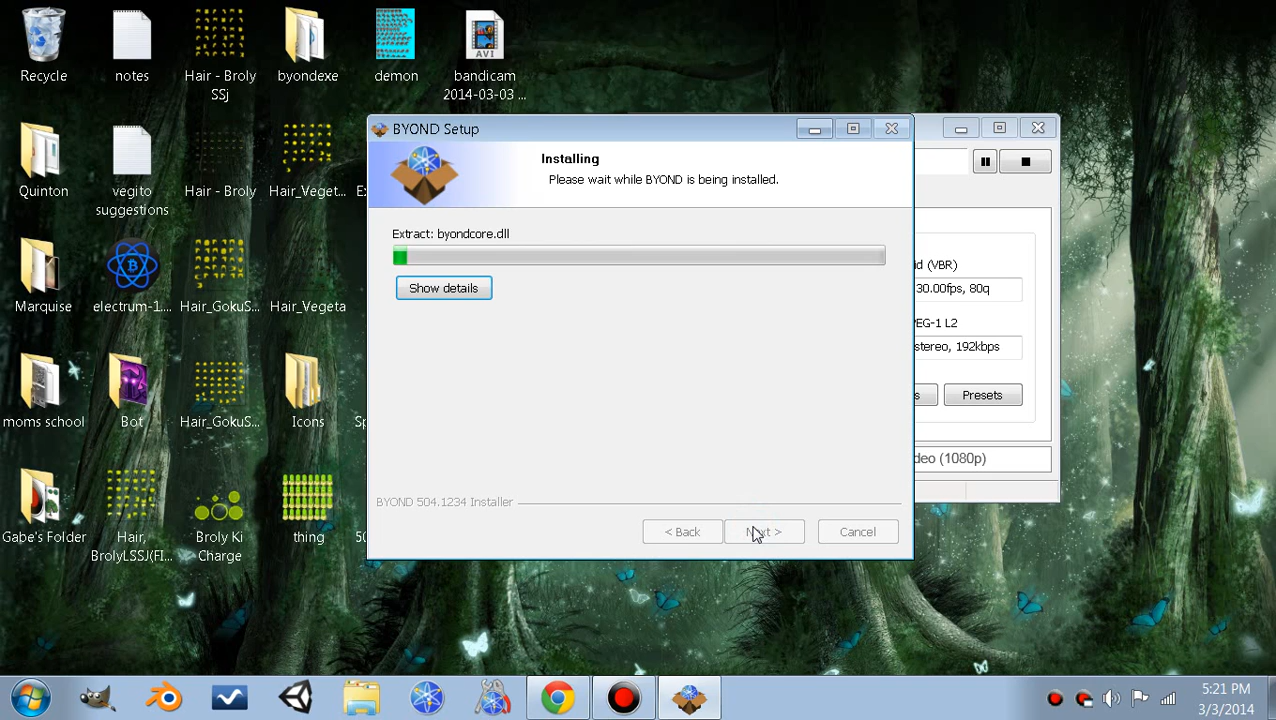 Recycle
notes
Hair - Broly
SSj
byondexe
demon
AVI
bandicam
2014-03-03 ...
Quinton
vegito
suggestions
Hair - Broly
Hair_Veget...
Marquise
electrum-1...
Hair_GokuS...
Hair_Vegeta
moms school
Bot
Hair_GokuS...
Icons
Gabe's Folder
Hair,
BrolyLSSJ(FI...
Broly Ki
Charge
thing
BYOND Setup
Installing
Please wait while BYOND is being installed.
Extract: byondcore.dll
Show details
BYOND 504.1234 Installer
< Back
Next >
Cancel
id (VBR)
30.00fps, 80q
PEG-1 L2
stereo, 192kbps
Presets
deo (1080p)
5:21 PM
3/3/2014